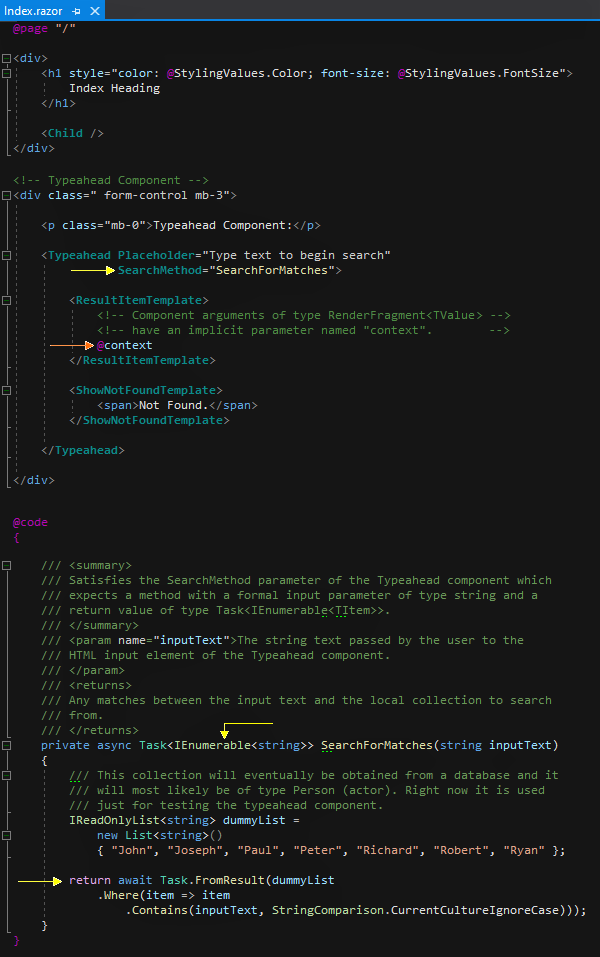 Index.razor
@page "/"
<div>
<h1 style="color: @StylingValues.Color; font-size: @StylingValues.FontSize">
Index Heading
</h1>
<Child />
</div>
<!-- Typeahead Component -->
<div class=" form-control mb-3">
<p class="mb-0">Typeahead Component:</p>
<Typeahead Placeholder="Type text to begin search"
SearchMethod="SearchForMatches">
<ResultItemTemplate>
<!-- Component arguments of type RenderFragment<TValue> -->
<!-- have an implicit parameter named "context". -->
@context
</ResultItemTemplate>
<ShowNotFoundTemplate>
<span>Not Found.</span>
</ShowNotFoundTemplate>
</Typeahead>
</div>
@code
{
/// <summary>
/// Satisfies the SearchMethod parameter of the Typeahead component which
/// expects a method with a formal input parameter of type string and a
/// return value of type Task<IEnumerable<TItem>>.
/// </summary>
/// <param name="inputText">The string text passed by the user to the
/// HTML input element of the Typeahead component.
/// </param>
/// <returns>
/// Any matches between the input text and the local collection to search
/// from.
/// </returns>
private async Task<IEnumerable<string>> SearchForMatches(string inputText)
{
/// This collection will eventually be obtained from a database and it
/// will most likely be of type Person (actor). Right now it is used
/// just for testing the typeahead component.
IReadOnlyList<string> dummyList =
new List<string>()
{ "John", "Joseph", "Paul", "Peter", "Richard", "Robert", "Ryan" };
return await Task.FromResult(dummyList
.Where(item => item
.Contains(inputText, StringComparison.CurrentCultureIgnoreCase)));
}
}